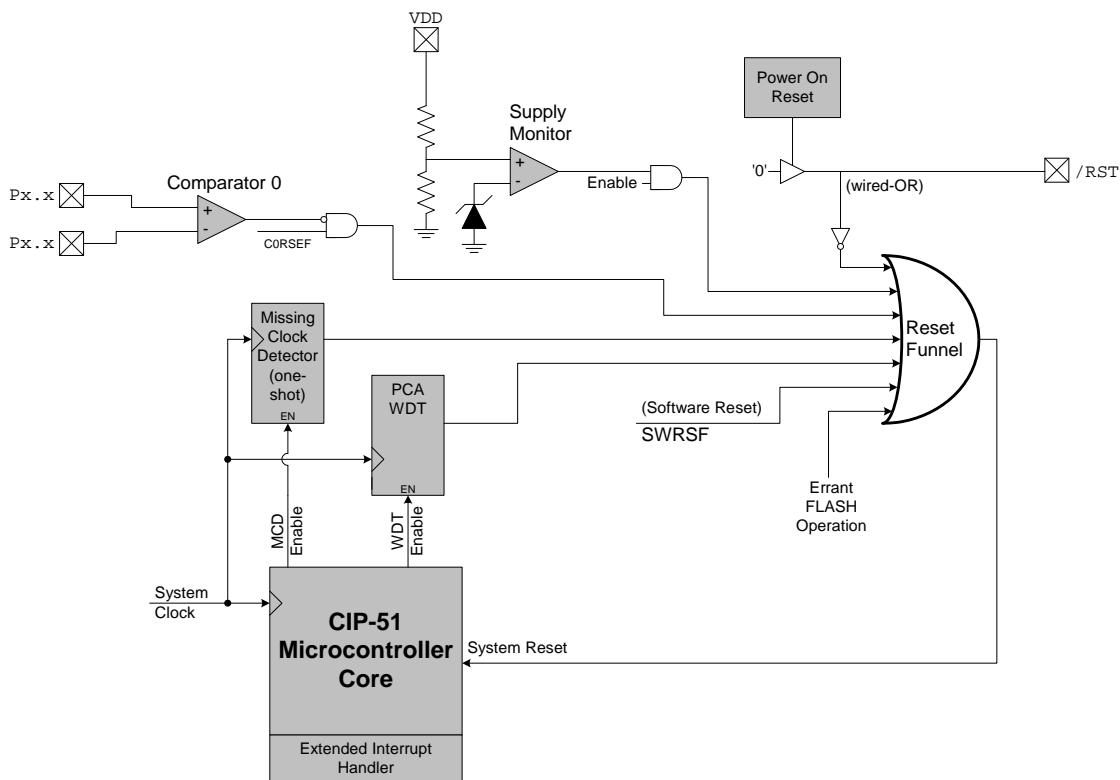 VDD
Power On
Reset
Supply
Monitor
'0'
/RST
(wired-OR)
Enable
Comparator 0
Px.x
Px.x
C0RSEF
Missing
Clock
Detector
(one-
shot)
EN
PCA
WDT
EN
Reset
Funnel
(Software Reset)
SWRSF
Errant
FLASH
Operation
MCD
Enable
WDT
Enable
System
Clock
CIP-51
Microcontroller
Core
System Reset
Extended Interrupt
Handler
+
-
+
-